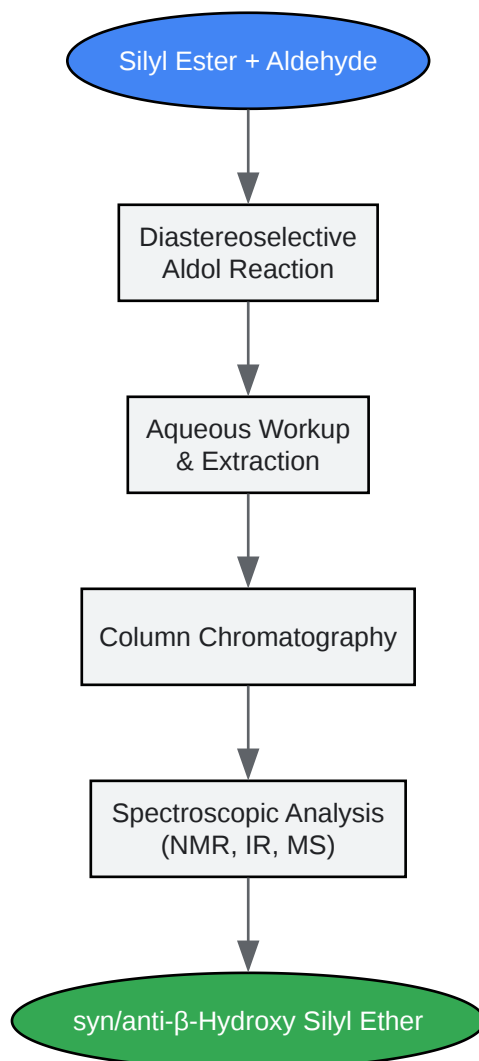 Silyl Ester + Aldehyde
Diastereoselective
Aldol Reaction
Aqueous Workup
& Extraction
Column Chromatography
Spectroscopic Analysis
(NMR, IR, MS)
syn/anti-β-Hydroxy Silyl Ether